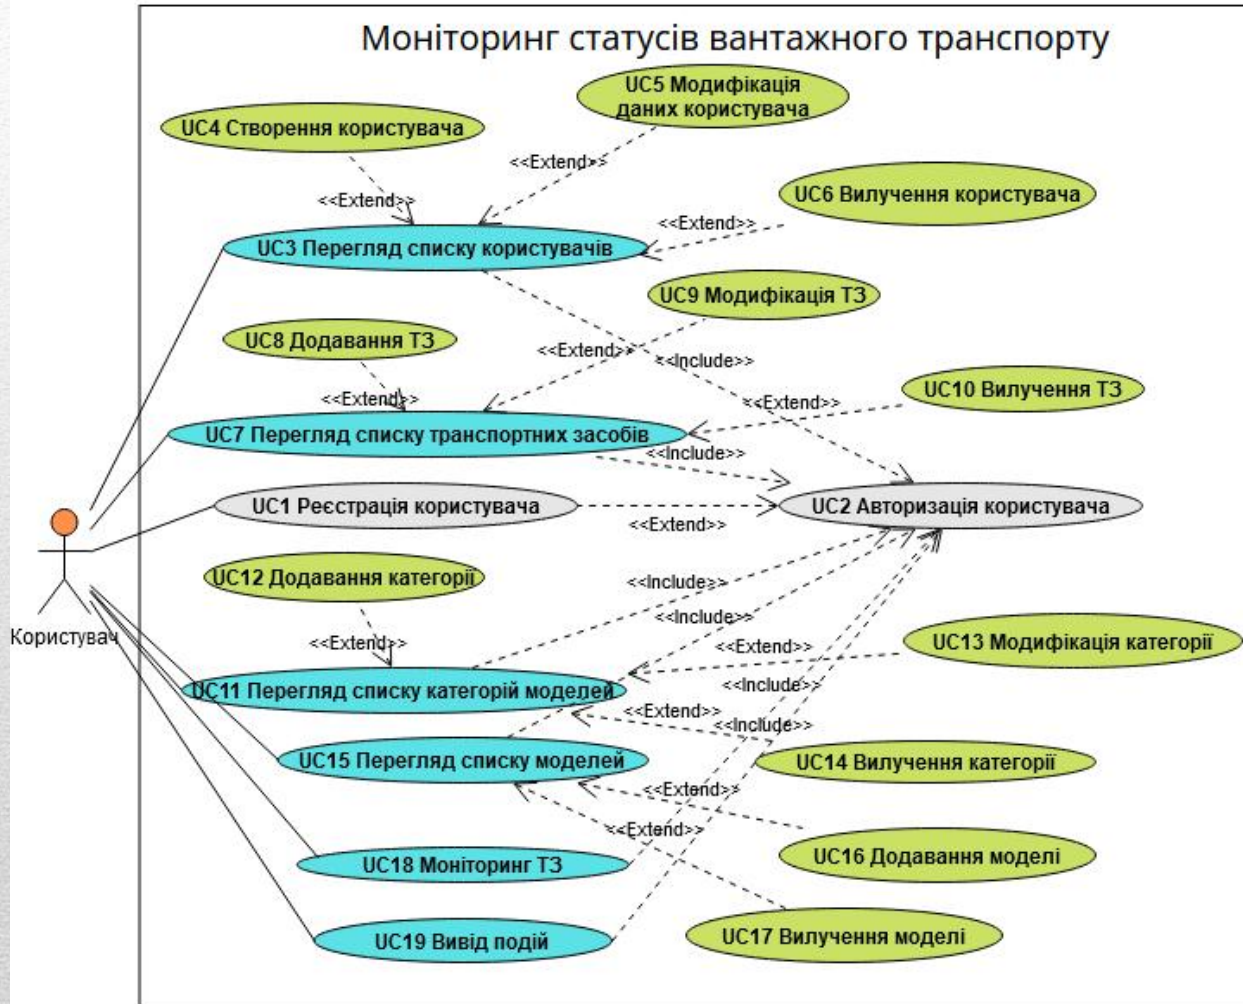 Моніторинг статусів вантажного транспорту
UC5 Модифікація
даних користувача
UC4 Створення користувача
<<Extend>>
UC6 Вилучення користувача
<<Extend>>
<<Extend>>
UC3 Перегляд списку користувачів
UC9 Модифікація ТЗ
UC8 Додавання ТЗ
<<Extend>>
<<Include>>
UC10 Вилучення ТЗ
<<Extend>>
<<Extend>>
UC7 Перегляд списку транспортних засобів
<<Include>>
UC1 Реєстрація користувача
UC2 Авторизація користувача
<<Extend>>
UC12 Додавання категорії
<<Include>>
<<Include>>
Користувач
<<Extend>>
<<Extend>>
UC13 Модифікація категорії
UC11 Перегляд списку категорій моделей
<<Include>>
<<Extend>>
<<Include>>
UC15 Перегляд списку моделей
UC14 Вилучення категорії
<<Extend>>
<<Extend>>
UC16 Додавання моделі
UC18 Моніторинг ТЗ
UC17 Вилучення моделі
UC19 Вивід подій